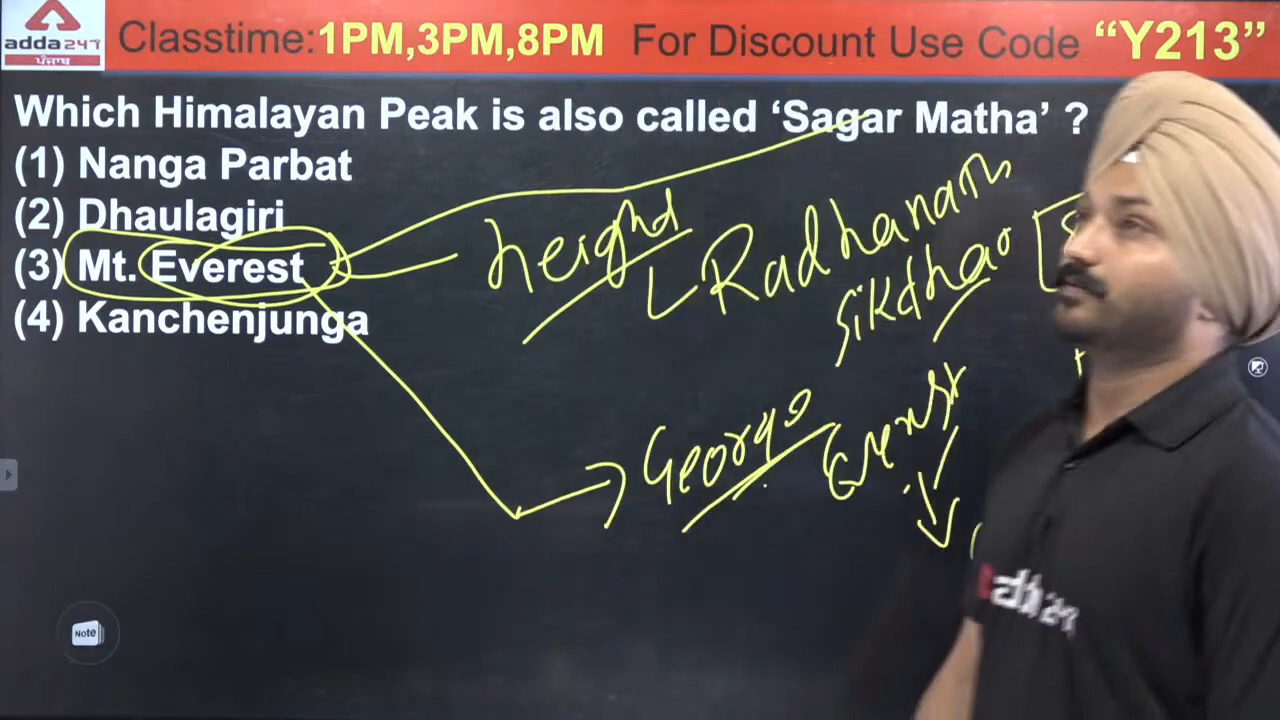 adda247
ਪੰਜਾਬ
Classtime:1PM,3PM,8PM For Discount Use Code “Y213”
Which Himalayan Peak is also called ‘Sagar Matha’ ?
(1) Nanga Parbat
(2) Dhaulagiri
(3) Mt. Everest
(4) Kanchenjunga
Radhanath
Sikdhar
George Everest
Note